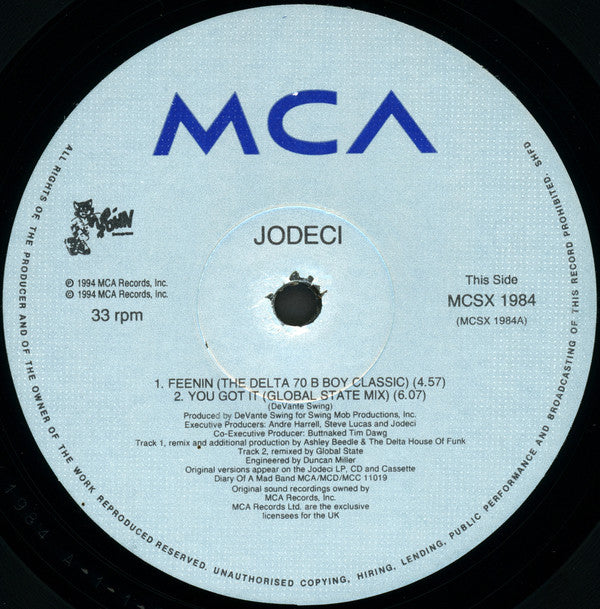 MCA
JODECI
℗ 1994 MCA Records, Inc.
© 1994 MCA Records, Inc.
33 rpm
This Side
MCSX 1984
(MCSX 1984A)
1. FEENIN (THE DELTA 70 B BOY CLASSIC) (4.57)
2. YOU GOT IT (GLOBAL STATE MIX) (6.07)
(DeVante Swing)
Produced by DeVante Swing for Swing Mob Productions, Inc.
Executive Producers: Andre Harrell, Steve Lucas and Jodeci
Co-Executive Producer: Buttnaked Tim Dawg
Track 1, remix and additional production by Ashley Beedle & The Delta House Of Funk
Track 2, remixed by Global State
Engineered by Duncan Miller
Original versions appear on the Jodeci LP, CD and Cassette
Diary Of A Mad Band MCA/MCD/MCC 11019
Original sound recordings owned by
MCA Records, Inc.
MCA Records Ltd. are the exclusive
licensees for the UK
ALL RIGHTS OF THE PRODUCER AND OF THE OWNER OF THE WORK REPRODUCED RESERVED. UNAUTHORISED COPYING, HIRING, LENDING, PUBLIC PERFORMANCE AND BROADCASTING OF THIS RECORD PROHIBITED. SHFD